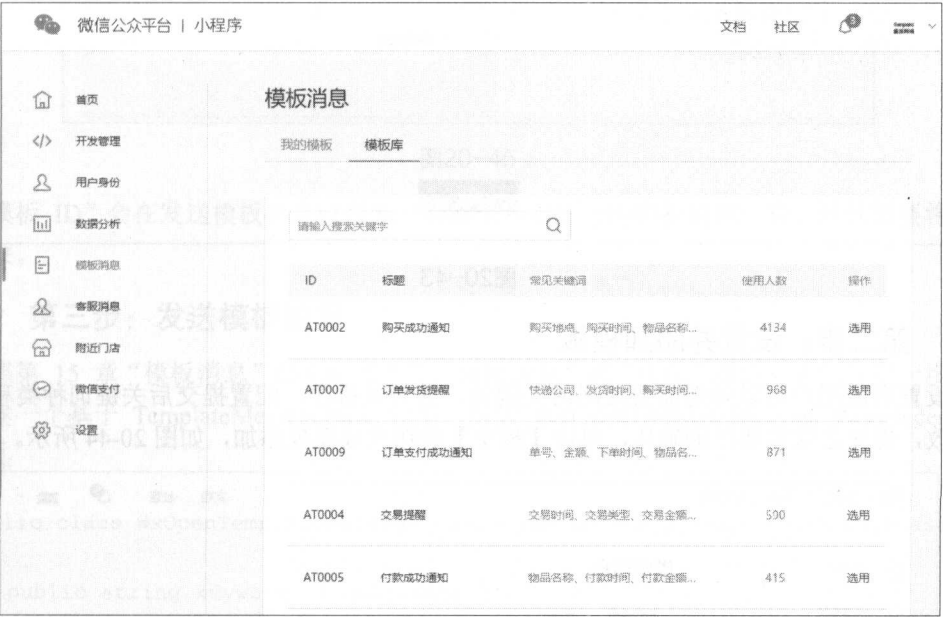 微信公众平台 | 小程序
文档 社区 3
首页
开发管理
用户身份
数据分析
模板消息
客服消息
附近门店
微信支付
设置
模板消息
我的模板 模板库
请输入搜索关键字
ID 标题 常见关键词 使用人数 操作
AT0002 购买成功通知 购买地点、购买时间、物品名称... 4134 选用
AT0007 订单发货提醒 快递公司、发货时间、购买时间... 968 选用
AT0009 订单支付成功通知 单号、金额、下单时间、物品名... 871 选用
AT0004 交易提醒 交易时间、交易类型、交易金额... 590 选用
AT0005 付款成功通知 物品名称、付款时间、付款金额... 415 选用